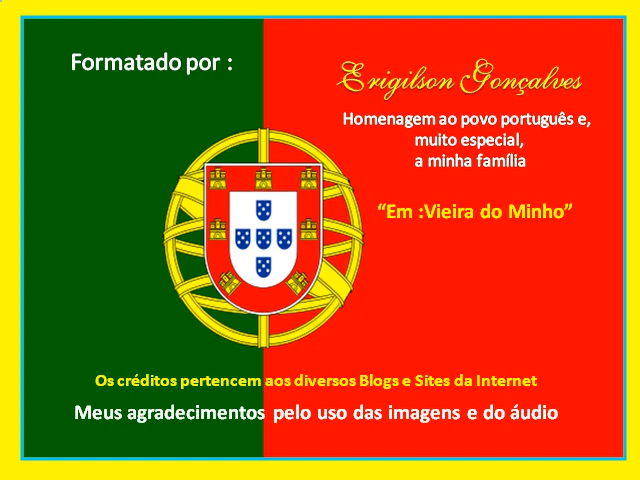 Formatado por :
Erigilson Gonçalves
Homenagem ao povo português e,
muito especial,
a minha família
“Em :Vieira do Minho”
Os créditos pertencem aos diversos Blogs e Sites da Internet
Meus agradecimentos pelo uso das imagens e do áudio